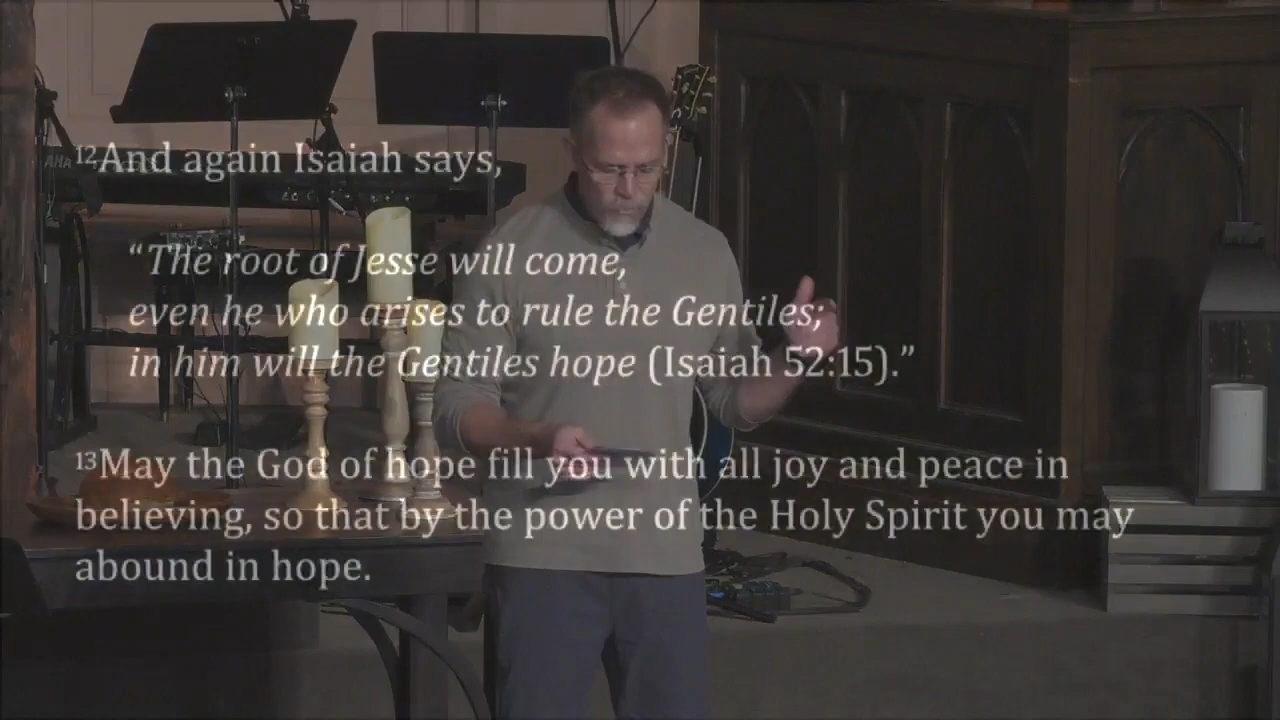 ¹²And again Isaiah says,
“The root of Jesse will come,
even he who arises to rule the Gentiles;
in him will the Gentiles hope (Isaiah 52:15).”
¹³May the God of hope fill you with all joy and peace in
believing, so that by the power of the Holy Spirit you may
abound in hope.